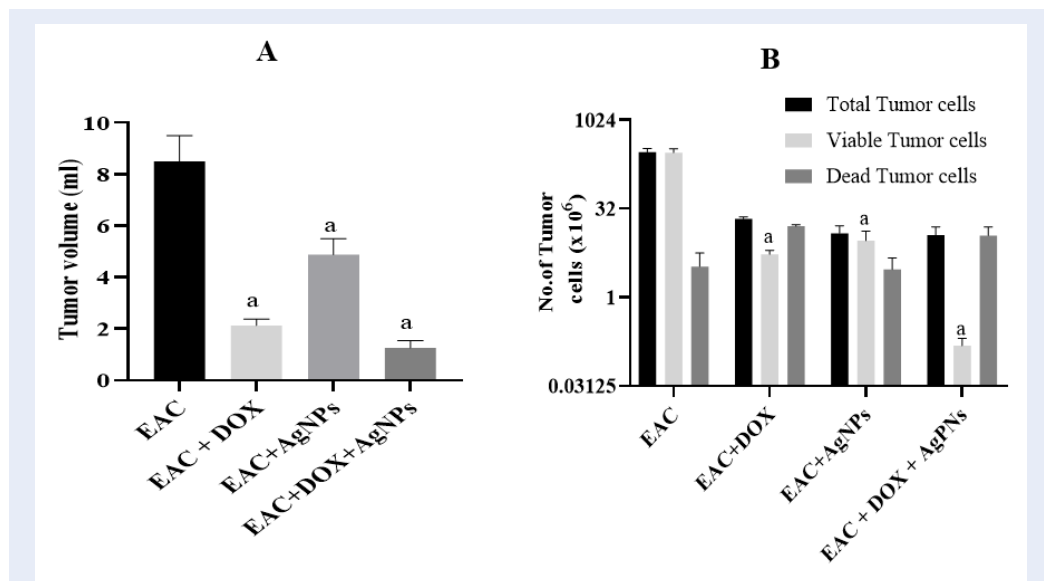 A
Tumor volume (ml)
10
8
6
4
2
0
a
a
a
EAC
EAC + DOX
EAC+AgNPs
EAC+DOX+AgNPs
B
Total Tumor cells
Viable Tumor cells
Dead Tumor cells
No.of Tumor
cells (x10⁶)
1024
32
1
0.03125
a
a
a
EAC
EAC+DOX
EAC+AgNPs
EAC + DOX + AgPNs